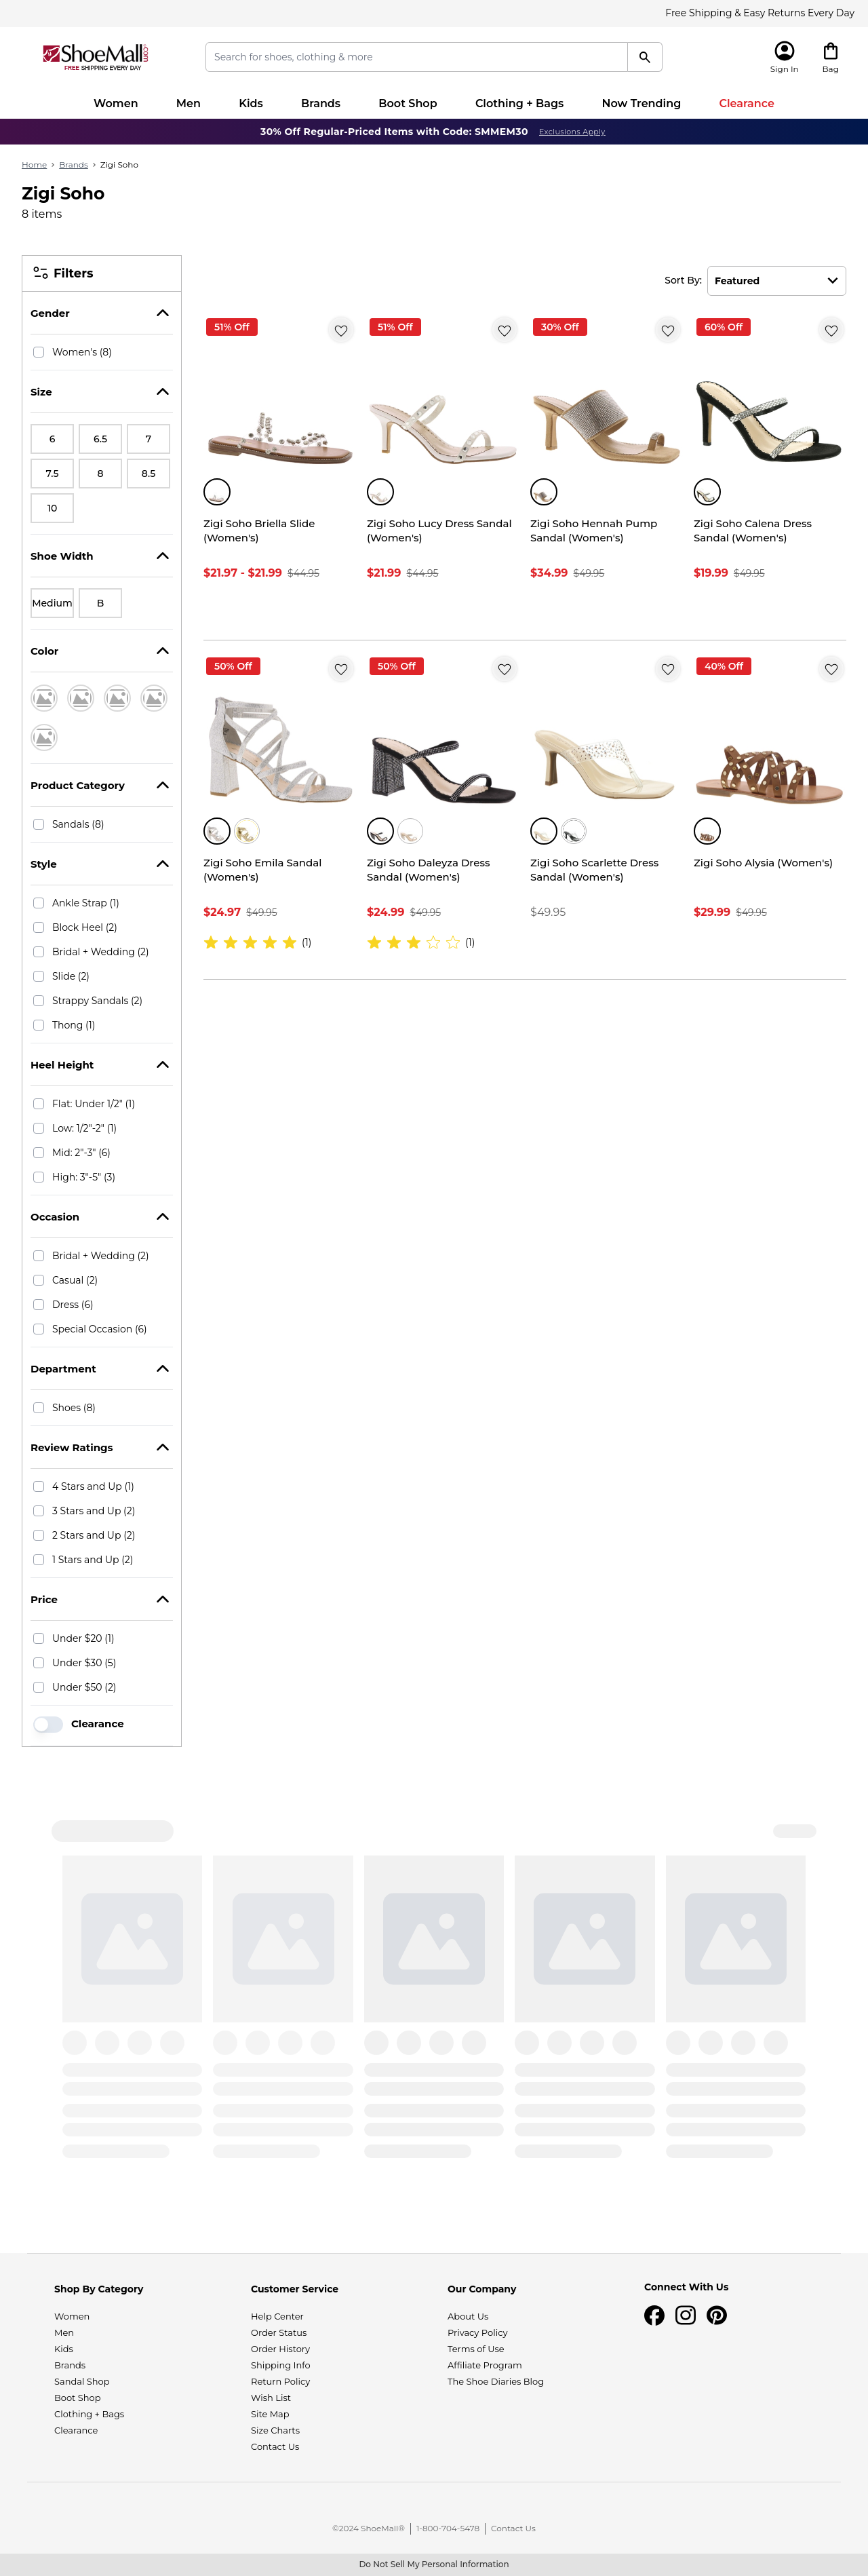 Free Shipping & Easy Returns Every Day
ShoeMall.com
FREE SHIPPING EVERY DAY
Search for shoes, clothing & more
Sign In
Bag
Women
Men
Kids
Brands
Boot Shop
Clothing + Bags
Now Trending
Clearance
30% Off Regular-Priced Items with Code: SMMEM30 Exclusions Apply
Home > Brands > Zigi Soho
Zigi Soho
8 items
Filters
Gender
Women's (8)
Size
6
6.5
7
7.5
8
8.5
10
Shoe Width
Medium
B
Color
Product Category
Sandals (8)
Style
Ankle Strap (1)
Block Heel (2)
Bridal + Wedding (2)
Slide (2)
Strappy Sandals (2)
Thong (1)
Heel Height
Flat: Under 1/2" (1)
Low: 1/2"-2" (1)
Mid: 2"-3" (6)
High: 3"-5" (3)
Occasion
Bridal + Wedding (2)
Casual (2)
Dress (6)
Special Occasion (6)
Department
Shoes (8)
Review Ratings
4 Stars and Up (1)
3 Stars and Up (2)
2 Stars and Up (2)
1 Stars and Up (2)
Price
Under $20 (1)
Under $30 (5)
Under $50 (2)
Clearance
Sort By:
Featured
51% Off
Zigi Soho Briella Slide
(Women's)
$21.97 - $21.99 $44.95
51% Off
Zigi Soho Lucy Dress Sandal
(Women's)
$21.99 $44.95
30% Off
Zigi Soho Hennah Pump
Sandal (Women's)
$34.99 $49.95
60% Off
Zigi Soho Calena Dress
Sandal (Women's)
$19.99 $49.95
50% Off
Zigi Soho Emila Sandal
(Women's)
$24.97 $49.95
(1)
50% Off
Zigi Soho Daleyza Dress
Sandal (Women's)
$24.99 $49.95
(1)
Zigi Soho Scarlette Dress
Sandal (Women's)
$49.95
40% Off
Zigi Soho Alysia (Women's)
$29.99 $49.95
Shop By Category
Women
Men
Kids
Brands
Sandal Shop
Boot Shop
Clothing + Bags
Clearance
Customer Service
Help Center
Order Status
Order History
Shipping Info
Return Policy
Wish List
Site Map
Size Charts
Contact Us
Our Company
About Us
Privacy Policy
Terms of Use
Affiliate Program
The Shoe Diaries Blog
Connect With Us
©2024 ShoeMall® | 1-800-704-5478 | Contact Us
Do Not Sell My Personal Information